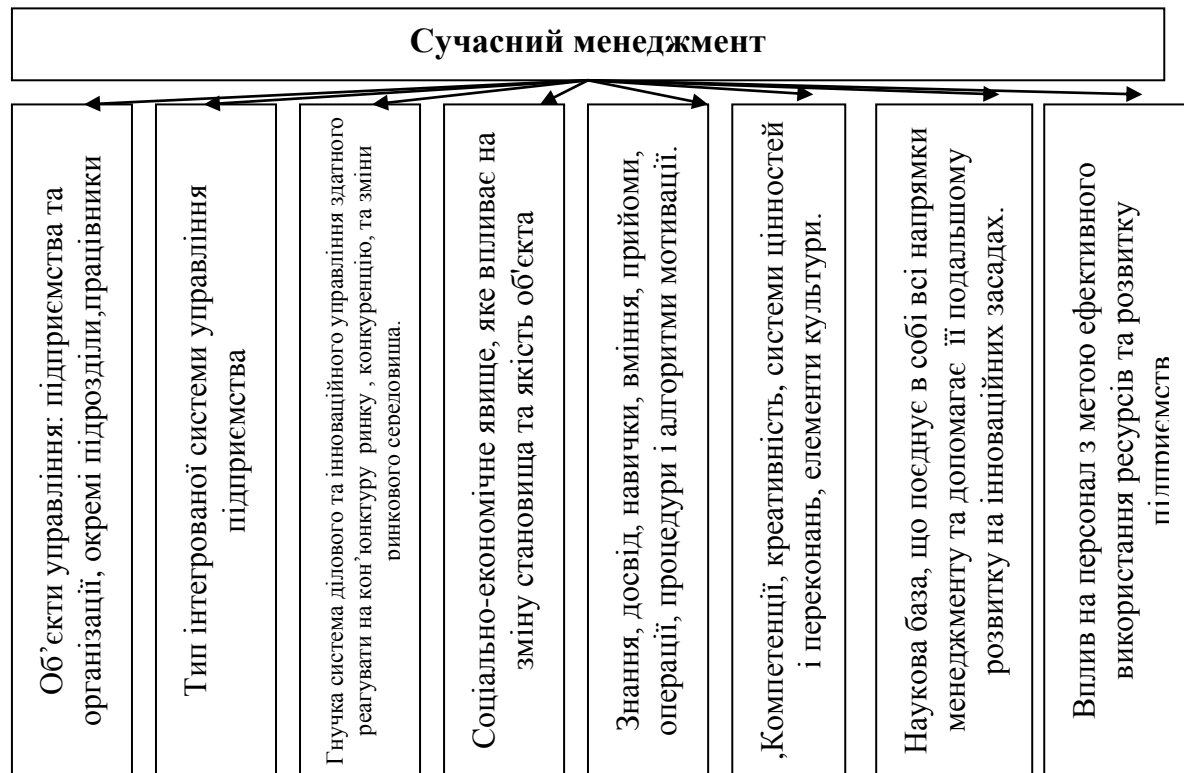 Сучасний менеджмент
Об’єкти управління: підприємства та
організації, окремі підрозділи,працівники
Тип інтегрованої системи управління
підприємства
Гнучка система ділового та інноваційного управління здатного
реагувати на кон’юнктуру ринку , конкуренцію, та зміни
ринкового середовища.
Соціально-економічне явище, яке впливає на
зміну становища та якість об'єкта
Знання, досвід, навички, вміння, прийоми,
операції, процедури і алгоритми мотивації.
,Компетенції, креативність, системи цінностей
і переконань, елементи культури.
Наукова база, що поєднує в собі всі напрямки
менеджменту та допомагає її подальшому
розвитку на інноваційних засадах.
Вплив на персонал з метою ефективного
використання ресурсів та розвитку
підприємств